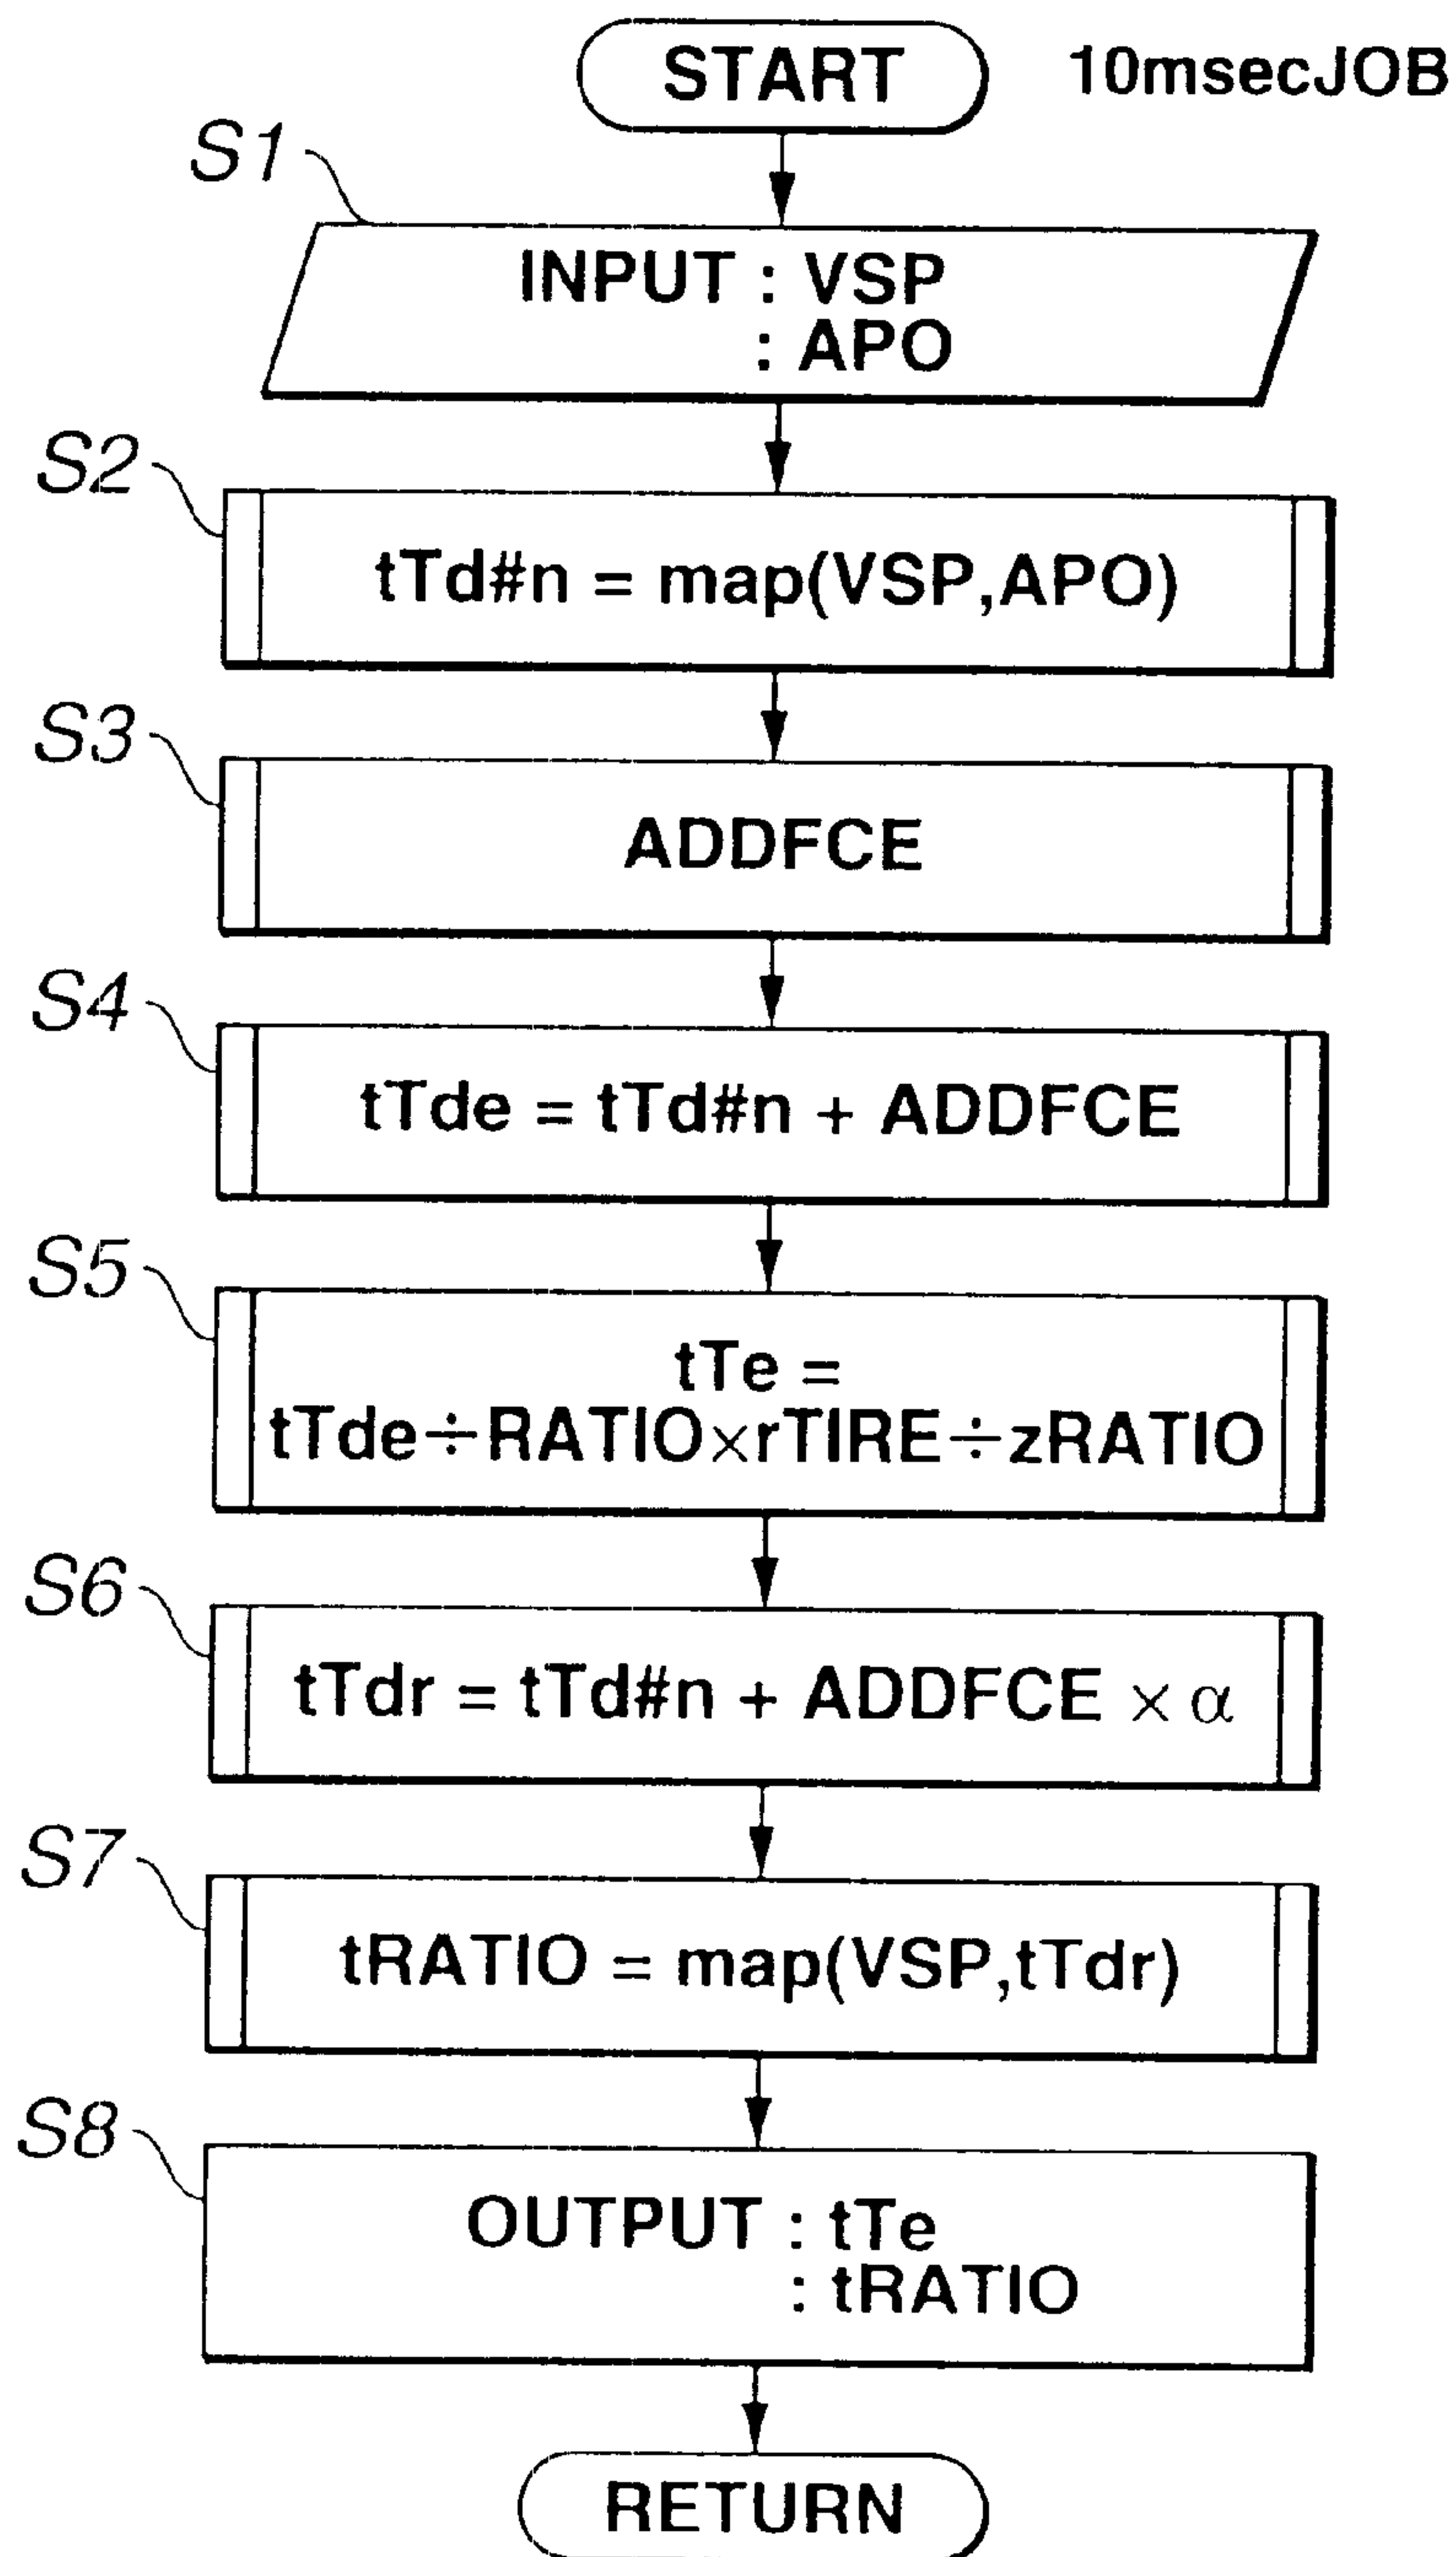 START
10msecJOB
S1
INPUT : VSP
: APO
S2
tTd#n = map(VSP,APO)
S3
ADDFCE
S4
tTde = tTd#n + ADDFCE
S5
tTe =
tTde÷RATIO×rTIRE÷zRATIO
S6
tTdr = tTd#n + ADDFCE × α
S7
tRATIO = map(VSP,tTdr)
S8
OUTPUT : tTe
: tRATIO
RETURN